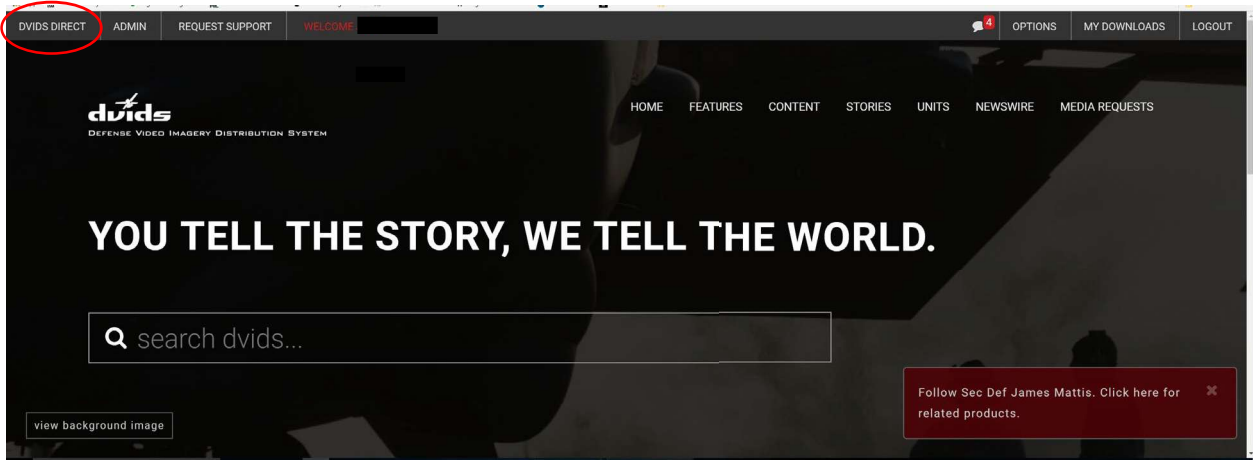 DVIDS DIRECT ADMIN REQUEST SUPPORT WELCOME 4 OPTIONS MY DOWNLOADS LOGOUT
dvids HOME FEATURES CONTENT STORIES UNITS NEWSWIRE MEDIA REQUESTS
DEFENSE VIDEO IMAGERY DISTRIBUTION SYSTEM
YOU TELL THE STORY, WE TELL THE WORLD.
search dvids...
Follow Sec Def James Mattis. Click here for
related products.
view background image